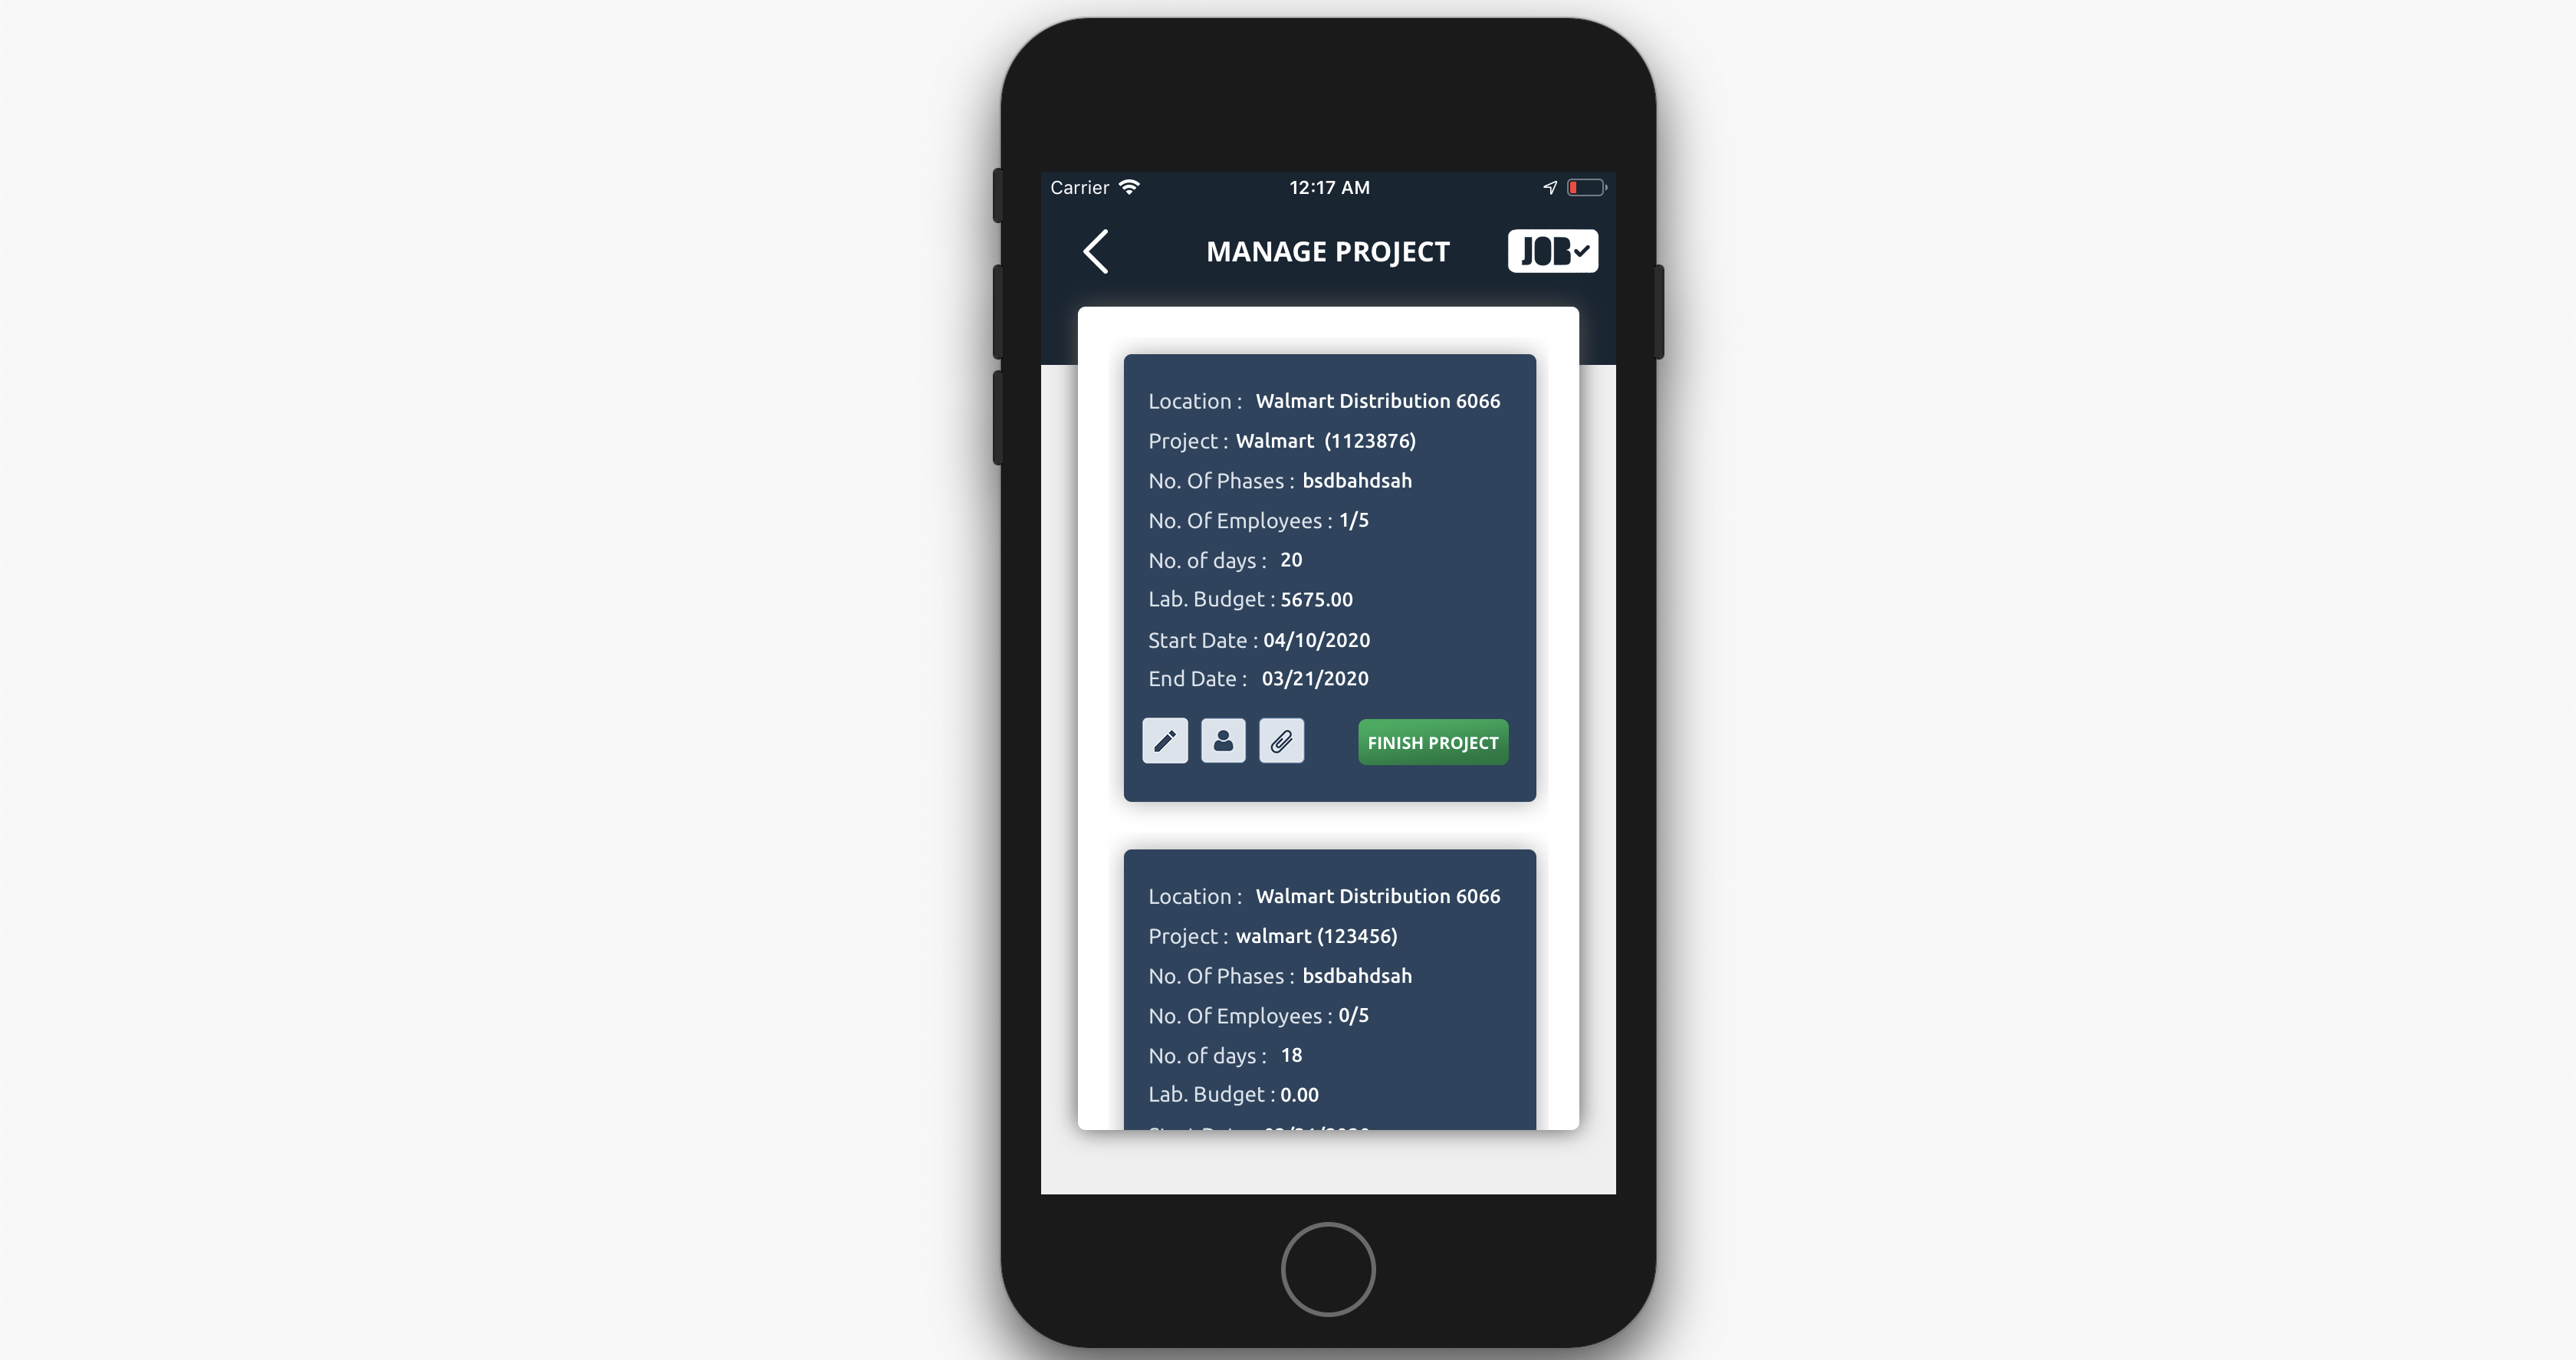 Carrier 12:17 AM
MANAGE PROJECT JOB
Location : Walmart Distribution 6066
Project : Walmart (1123876)
No. Of Phases : bsdbahdsah
No. Of Employees : 1/5
No. of days : 20
Lab. Budget : 5675.00
Start Date : 04/10/2020
End Date : 03/21/2020
FINISH PROJECT
Location : Walmart Distribution 6066
Project : walmart (123456)
No. Of Phases : bsdbahdsah
No. Of Employees : 0/5
No. of days : 18
Lab. Budget : 0.00